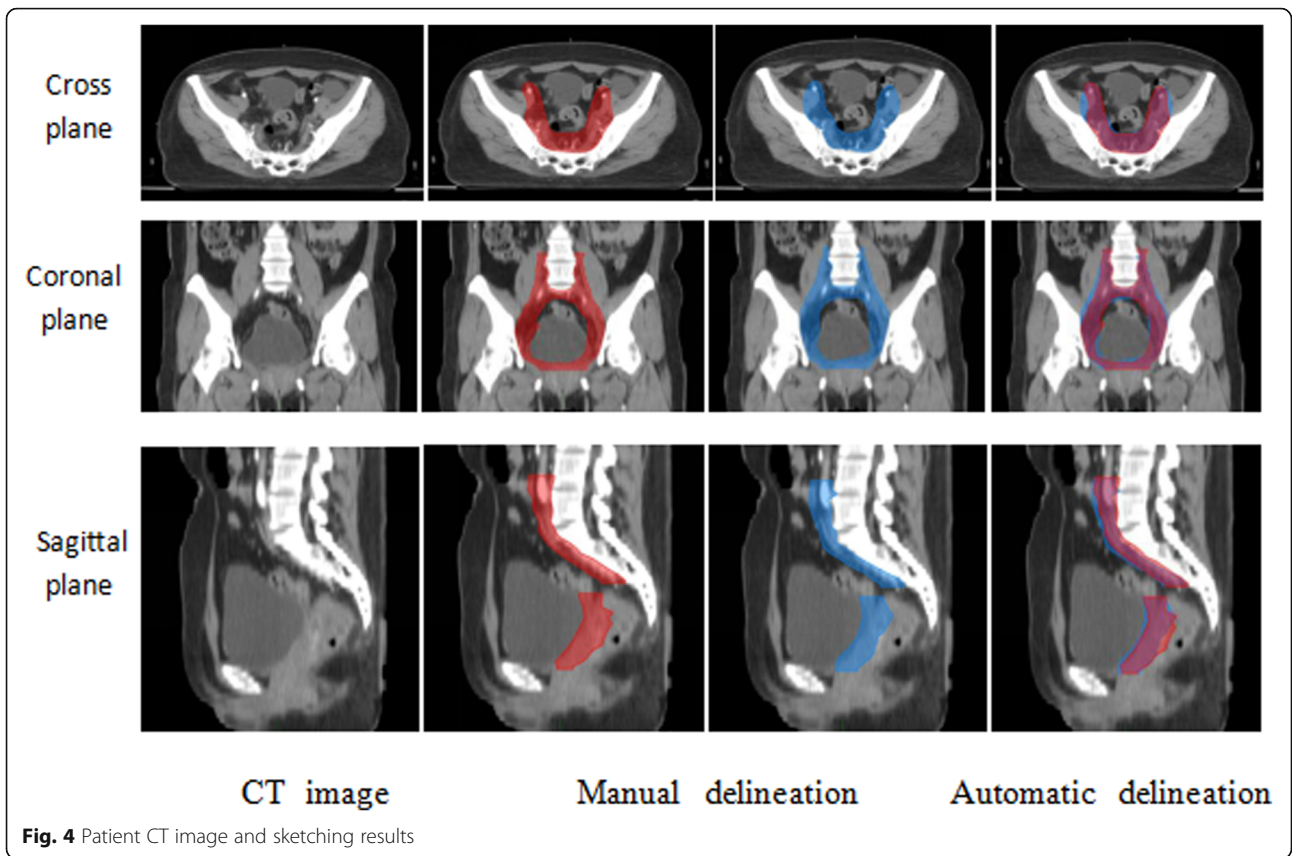 Cross
plane
Coronal
plane
Sagittal
plane
CT image
Manual delineation
Automatic delineation
Fig. 4 Patient CT image and sketching results